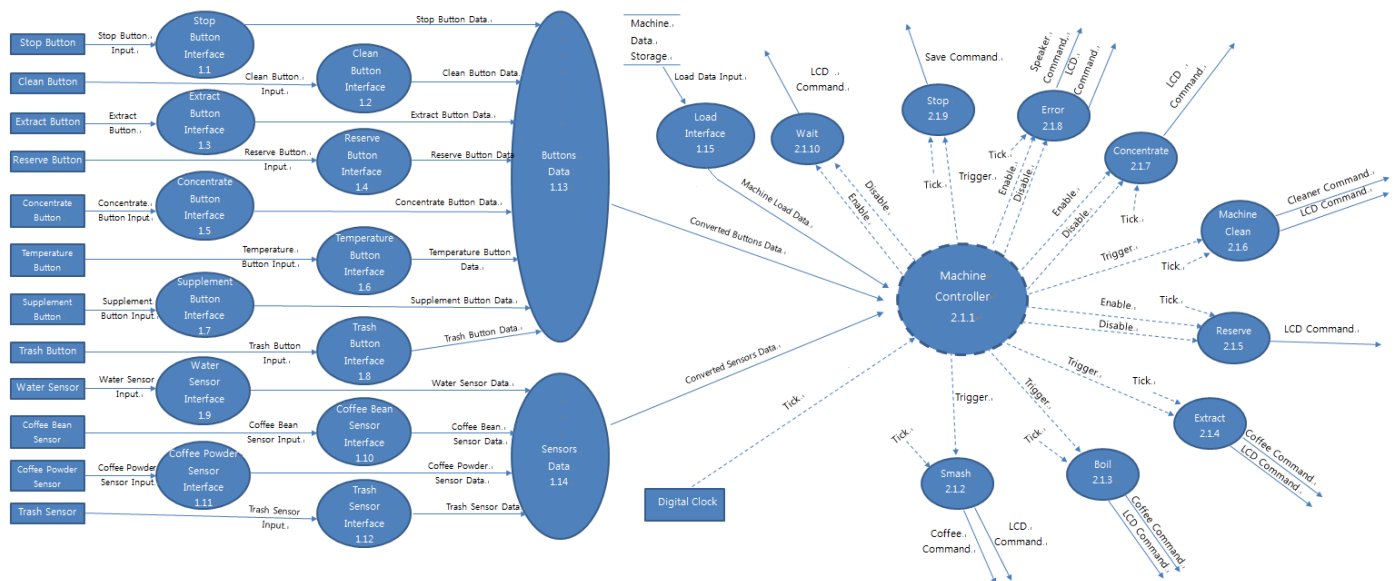 Stop Button
Stop Button.
Input.
Stop
Button
Interface
1.1
Stop Button Data.
Clean Button
Clean Button.
Input.
Clean
Button
Interface
1.2
Clean Button Data.
Extract Button
Extract
Button.
Extract
Button
Interface
1.3
Extract Button Data.
Reserve Button
Reserve Button.
Input.
Reserve
Button
Interface
1.4
Reserve Button Data
Concentrate
Button
Concentrate.
Button Input.
Concentrate
Button
Interface
1.5
Concentrate Button Data.
Temperature
Button
Temperature.
Button Input.
Temperature
Button
Interface
1.6
Temperature Button
Data.
Supplement
Button
Supplement.
Button Input.
Supplement
Button
Interface
1.7
Supplement Button Data.
Trash Button
Trash Button
Input.
Trash
Button
Interface
1.8
Trash Button Data.
Water Sensor
Water Sensor
Input.
Water
Sensor
Interface
1.9
Water Sensor Data.
Coffee Bean
Sensor
Coffee Bean
Sensor Input.
Coffee Bean
Sensor
Interface
1.10
Coffee Bean.
Sensor Data.
Coffee Powder
Sensor
Coffee Powder
Sensor Input.
Coffee Powder
Sensor
Interface
1.11
Coffee Powder.
Sensor Data.
Trash Sensor
Trash Sensor
Input.
Trash
Sensor
Interface
1.12
Trash Sensor Data
Buttons
Data
1.13
Sensors
Data
1.14
Machine.
Data.
Storage.
Load Data Input.
Load
Interface
1.15
Machine Load Data.
Converted Buttons Data.
Converted Sensors Data.
Digital Clock
Tick.
Machine
Controller
2.1.1
LCD
Command.
Wait
2.1.10
Disable.
Enable.
Save Command.
Stop
2.1.9
Tick.
Trigger.
Speaker.
Command.
LCD.
Command.
Error
2.1.8
Tick.
Enable.
Disable.
LCD.
Command.
Concentrate
2.1.7
Enable.
Disable.
Tick.
Cleaner Command.
LCD Command.
Machine
Clean
2.1.6
Trigger.
Tick.
Enable.
Disable.
Tick.
Reserve
2.1.5
LCD Command.
Trigger.
Tick.
Extract
2.1.4
Coffee Command.
LCD Command.
Trigger.
Tick.
Boil
2.1.3
Coffee Command.
LCD Command.
Trigger.
Tick.
Smash
2.1.2
Coffee.
Command.
LCD.
Command.